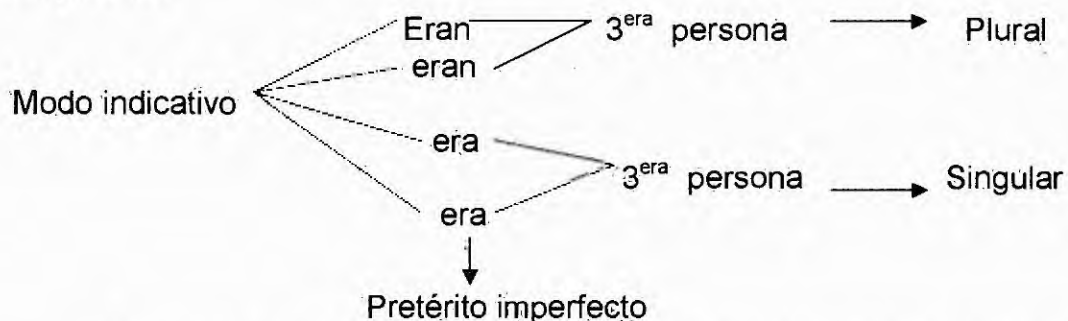 Eran 3era persona Plural
eran
Modo indicativo
era
3era persona Singular
era
Pretérito imperfecto